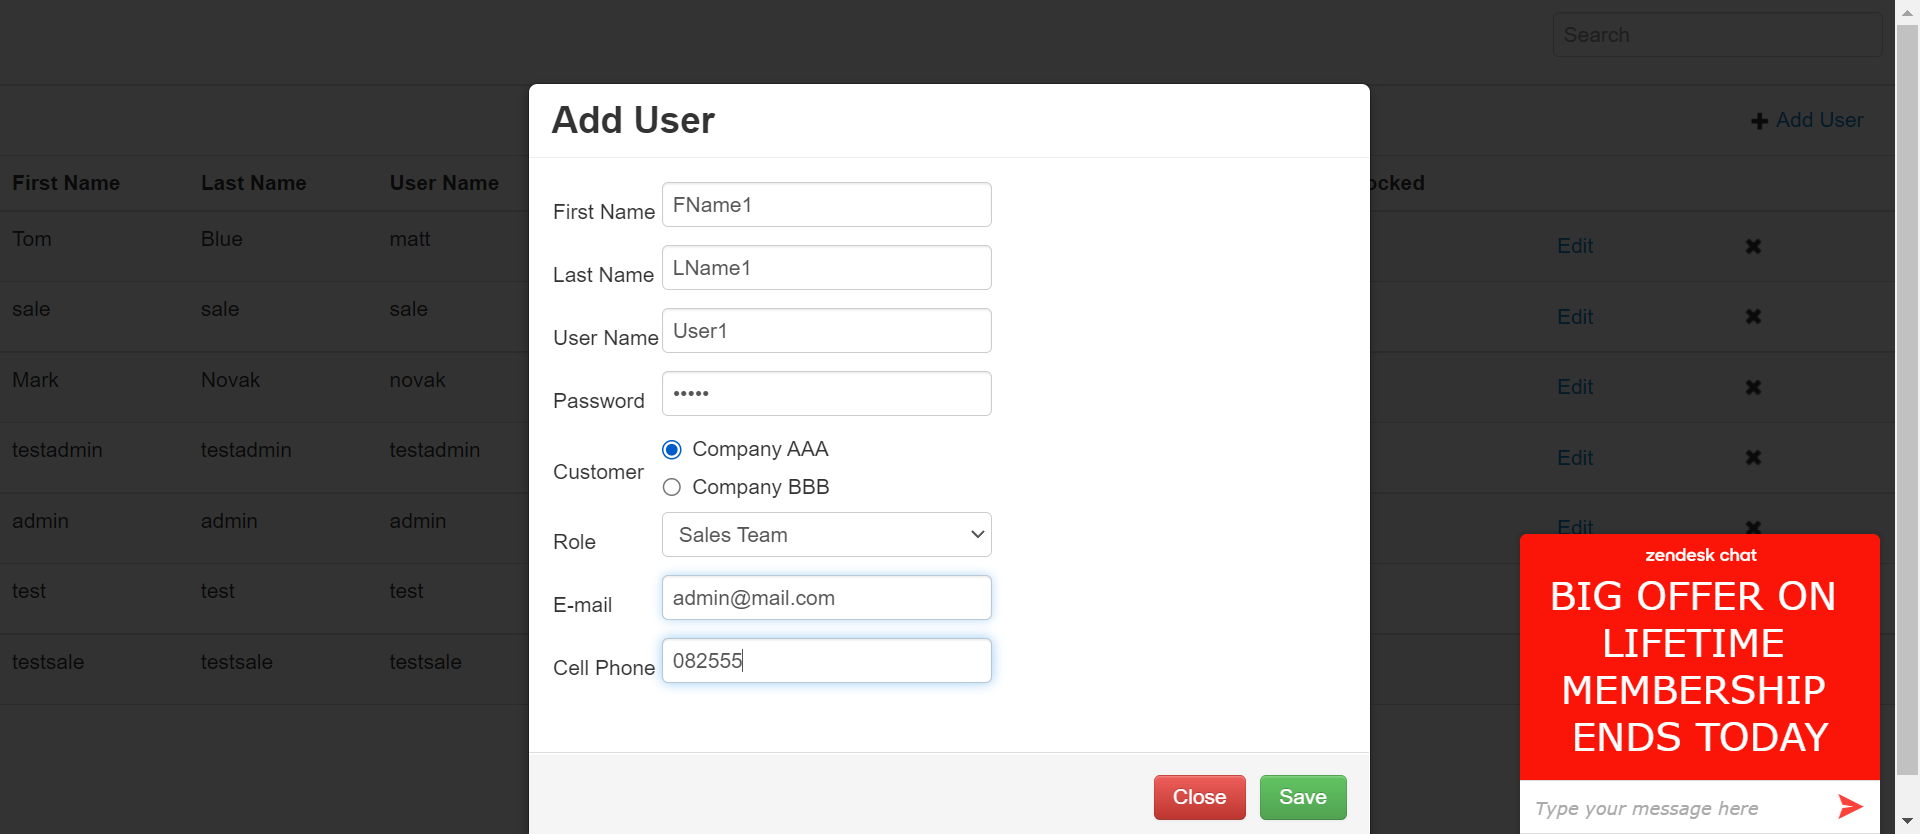 Search
Add User
Add User
First Name Last Name User Name ocked
First Name FName1
Last Name LName1
User Name User1
Password •••••
Customer
Company AAA
Company BBB
Role Sales Team
E-mail admin@mail.com
Cell Phone 082555
Close Save
Tom Blue matt Edit
sale sale sale Edit
Mark Novak novak Edit
testadmin testadmin testadmin Edit
admin admin admin Edit
test test test
testsale testsale testsale
zendesk chat
BIG OFFER ON
LIFETIME
MEMBERSHIP
ENDS TODAY
Type your message here